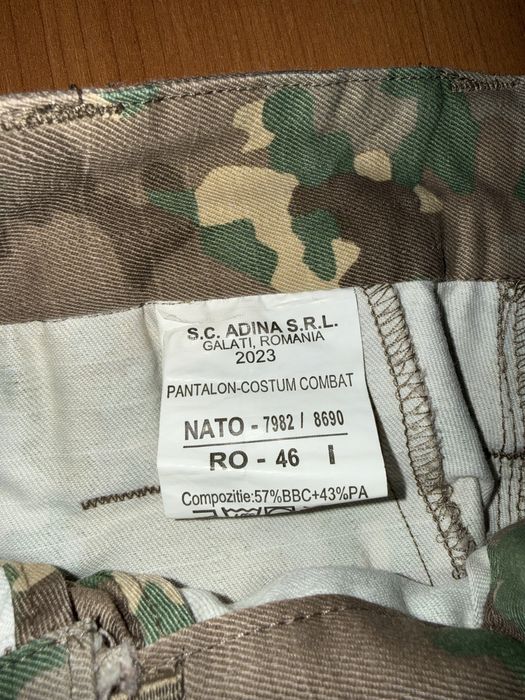 S.C. ADINA S.R.L.
GALATI, ROMANIA
2023
PANTALON-COSTUM COMBAT
NATO - 7982 / 8690
RO - 46 I
Compozitie:57%BBC+43%PA